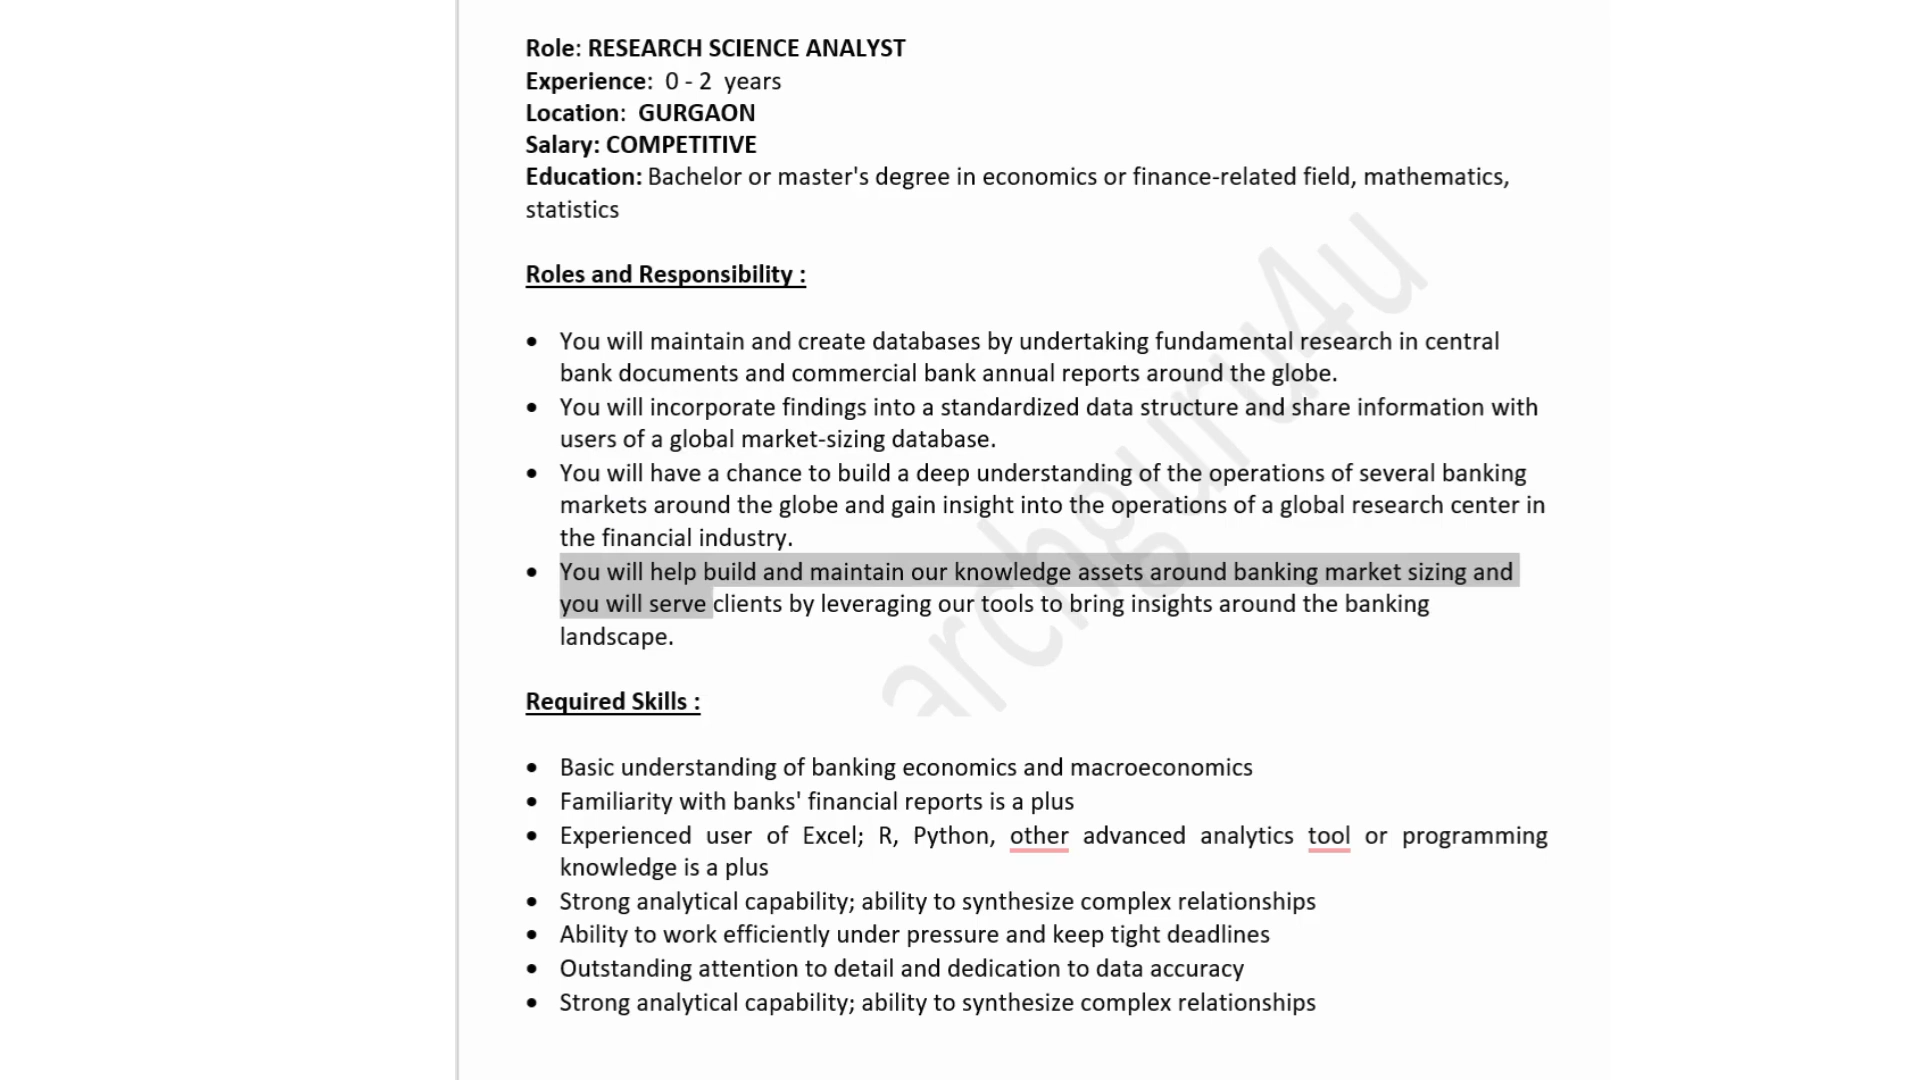 Role: RESEARCH SCIENCE ANALYST
Experience: 0 - 2 years
Location: GURGAON
Salary: COMPETITIVE
Education: Bachelor or master's degree in economics or finance-related field, mathematics,
statistics
Roles and Responsibility :
• You will maintain and create databases by undertaking fundamental research in central
bank documents and commercial bank annual reports around the globe.
• You will incorporate findings into a standardized data structure and share information with
users of a global market-sizing database.
• You will have a chance to build a deep understanding of the operations of several banking
markets around the globe and gain insight into the operations of a global research center in
the financial industry.
• You will help build and maintain our knowledge assets around banking market sizing and
you will serve clients by leveraging our tools to bring insights around the banking
landscape.
Required Skills :
• Basic understanding of banking economics and macroeconomics
• Familiarity with banks' financial reports is a plus
• Experienced user of Excel; R, Python, other advanced analytics tool or programming
knowledge is a plus
• Strong analytical capability; ability to synthesize complex relationships
• Ability to work efficiently under pressure and keep tight deadlines
• Outstanding attention to detail and dedication to data accuracy
• Strong analytical capability; ability to synthesize complex relationships
archguru4u